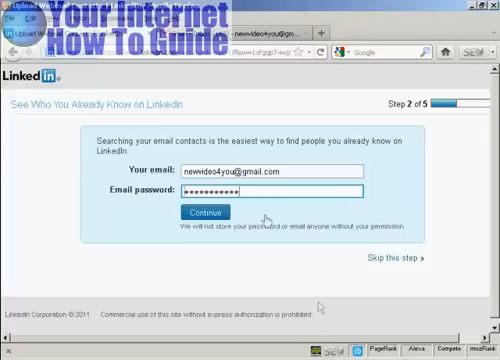 Your Internet
How To Guide
Google
LinkedIn®
See Who You Already Know on LinkedIn
Step 2 of 5
Searching your email contacts is the easiest way to find people you already know on
LinkedIn.
Your email: newvideo4you@gmail.com
Email password:
Continue
We will not store your password or email anyone without your permission.
Skip this step »
LinkedIn Corporation © 2011 Commercial use of this site without express authorization is prohibited.
PageRank Alexa Compete mozRank